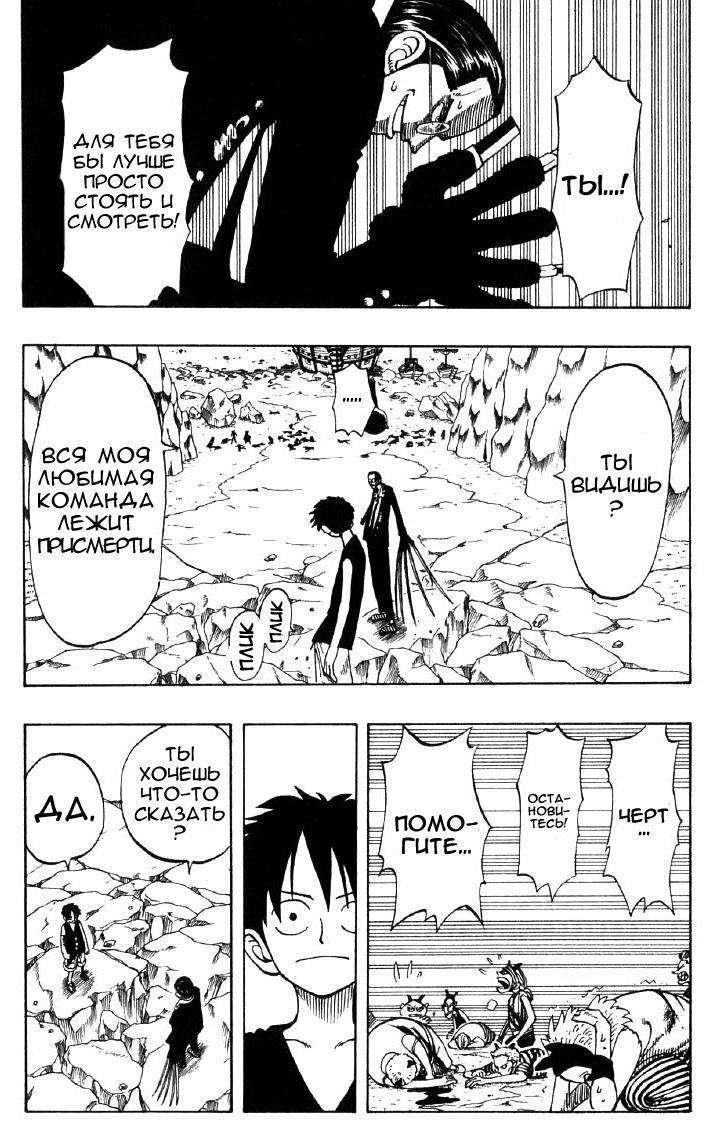 ТЫ...!
ДЛЯ ТЕБЯ
БЫ ЛУЧШЕ
ПРОСТО
СТОЯТЬ И
СМОТРЕТЬ!
ТЫ
ВИДИШЬ
?
.....
ВСЯ МОЯ
ЛЮБИМАЯ
КОМАНДА
ЛЕЖИТ
ПРИСМЕРТИ.
ПЛИК
ПЛИК
ЧЕРТ
...
ОСТА-
НОВИ-
ТЕСЬ!
ПОМО-
ГИТЕ...
ТЫ
ХОЧЕШЬ
ЧТО-ТО
СКАЗАТЬ
?
ДА.